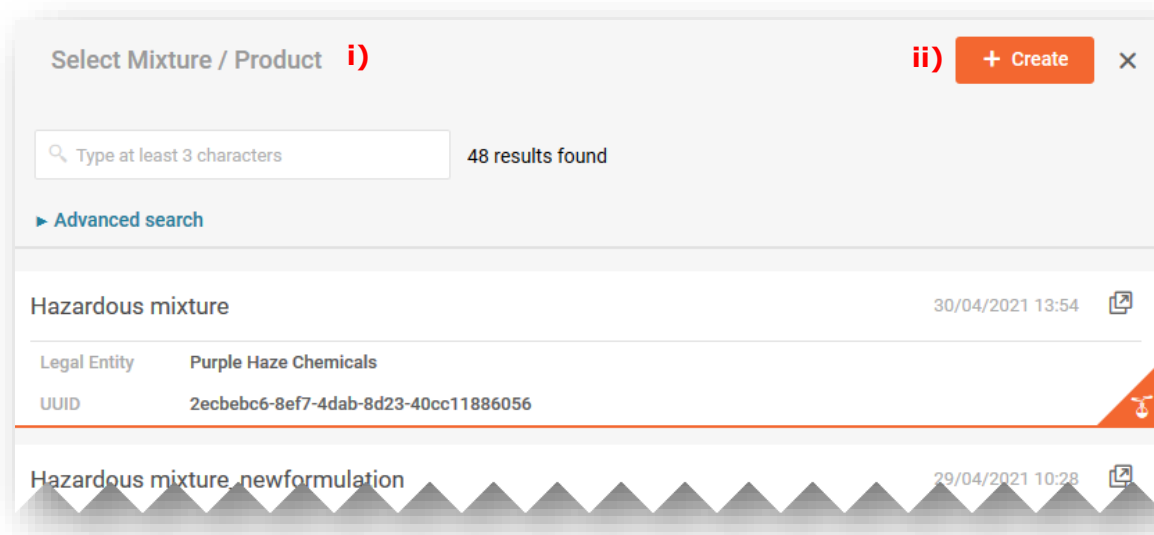 Select Mixture / Product i) ii) + Create ×
Type at least 3 characters 48 results found
► Advanced search
Hazardous mixture 30/04/2021 13:54
Legal Entity Purple Haze Chemicals
UUID 2ecbebc6-8ef7-4dab-8d23-40cc11886056
Hazardous mixture_newformulation 29/04/2021 10:28